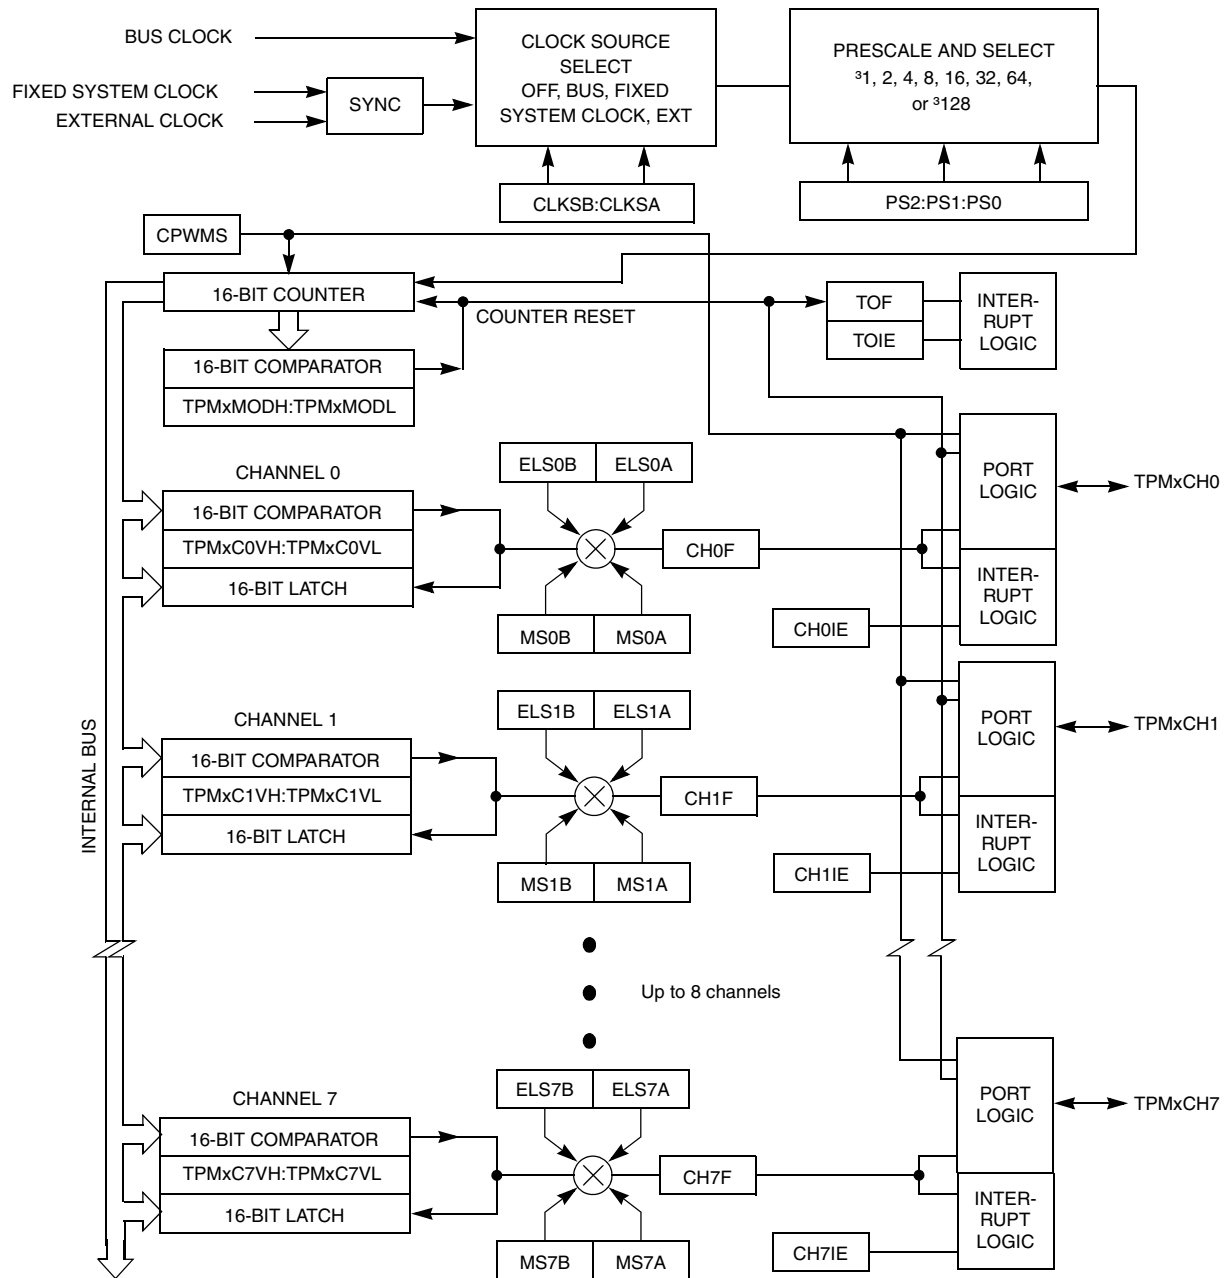 BUS CLOCK
FIXED SYSTEM CLOCK
EXTERNAL CLOCK
SYNC
CLOCK SOURCE
SELECT
OFF, BUS, FIXED
SYSTEM CLOCK, EXT
PRESCALE AND SELECT
³1, 2, 4, 8, 16, 32, 64,
or ³128
CLKSB:CLKSA
PS2:PS1:PS0
CPWMS
16-BIT COUNTER
COUNTER RESET
TOF
TOIE
INTER-
RUPT
LOGIC
16-BIT COMPARATOR
TPMxMODH:TPMxMODL
INTERNAL BUS
CHANNEL 0
16-BIT COMPARATOR
TPMxC0VH:TPMxC0VL
16-BIT LATCH
ELS0B
ELS0A
MS0B
MS0A
CH0F
CH0IE
PORT
LOGIC
INTER-
RUPT
LOGIC
TPMxCH0
CHANNEL 1
16-BIT COMPARATOR
TPMxC1VH:TPMxC1VL
16-BIT LATCH
ELS1B
ELS1A
MS1B
MS1A
CH1F
CH1IE
PORT
LOGIC
INTER-
RUPT
LOGIC
TPMxCH1
Up to 8 channels
CHANNEL 7
16-BIT COMPARATOR
TPMxC7VH:TPMxC7VL
16-BIT LATCH
ELS7B
ELS7A
MS7B
MS7A
CH7F
CH7IE
PORT
LOGIC
INTER-
RUPT
LOGIC
TPMxCH7